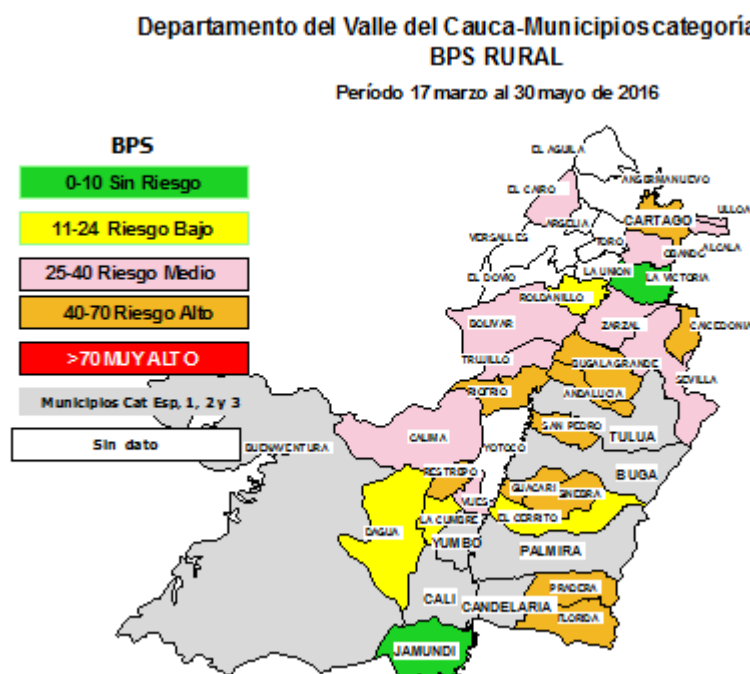 Departamento del Valle del Cauca-Municipios categoría
BPS RURAL
Período 17 marzo al 30 mayo de 2016
BPS
0-10 Sin Riesgo
11-24 Riesgo Bajo
25-40 Riesgo Medio
40-70 Riesgo Alto
>70 MUY ALTO
Municipios Cat Esp, 1, 2 y 3
Sin dato
EL AGUILA
ANSERMANUEVO
EL CAIRO
ULLOA
CARTAGO
ARGELIA
VERSALLES
TORO
OBANDO
ALCALA
EL DOVIO
LA UNION
LA VICTORIA
ROLDANILLO
BOLIVAR
ZARZAL
CAICEDONIA
TRUJILLO
BUGALAGRANDE
SEVILLA
RIOFRIO
ANDALUCIA
SAN PEDRO
TULUA
CALIMA
YOTOCO
BUENAVENTURA
RESTREPO
BUGA
GUACARI
GINEBRA
VIJES
LA CUMBRE
EL CERRITO
DAGUA
YUMBO
PALMIRA
PRADERA
CALI
CANDELARIA
FLORIDA
JAMUNDI